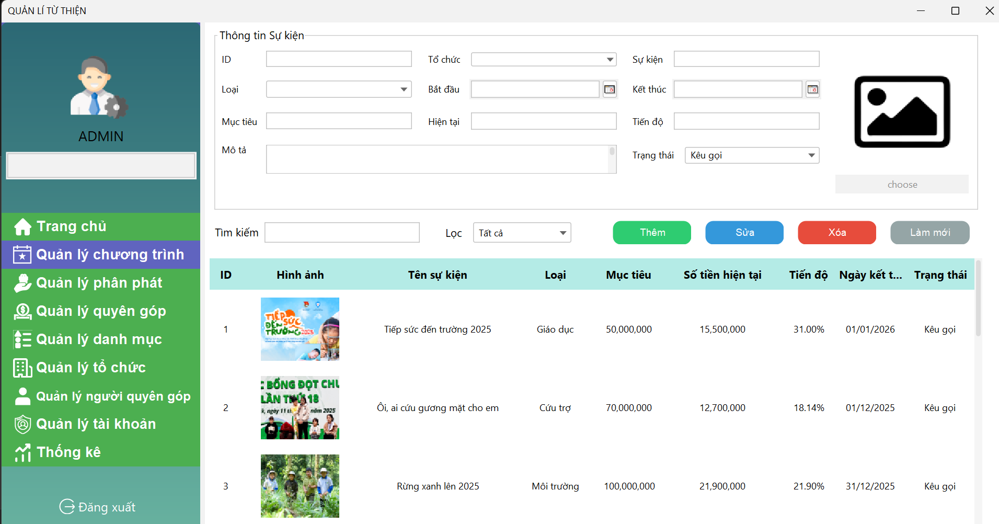 QUẢN LÍ TỪ THIỆN
ADMIN
Trang chủ
Quản lý chương trình
Quản lý phân phát
Quản lý quyên góp
Quản lý danh mục
Quản lý tổ chức
Quản lý người quyên góp
Quản lý tài khoản
Thống kê
Đăng xuất
Thông tin Sự kiện
ID Tổ chức Sự kiện
Loại Bắt đầu Kết thúc
Mục tiêu Hiện tại Tiến độ
Mô tả Trạng thái Kêu gọi
choose
Tìm kiếm Lọc Tất cả Thêm Sửa Xóa Làm mới
ID Hình ảnh Tên sự kiện Loại Mục tiêu Số tiền hiện tại Tiến độ Ngày kết t... Trạng thái
TIẾP SỨC
ĐẾN
TRƯỜNG 2025
1 Tiếp sức đến trường 2025 Giáo dục 50,000,000 15,500,000 31.00% 01/01/2026 Kêu gọi
C BỔNG ĐỢT CHU
LẦN THỨ 18
, ngày 11 th năm 2025
2 Ôi, ai cứu gương mặt cho em Cứu trợ 70,000,000 12,700,000 18.14% 01/12/2025 Kêu gọi
3 Rừng xanh lên 2025 Môi trường 100,000,000 21,900,000 21.90% 31/12/2025 Kêu gọi